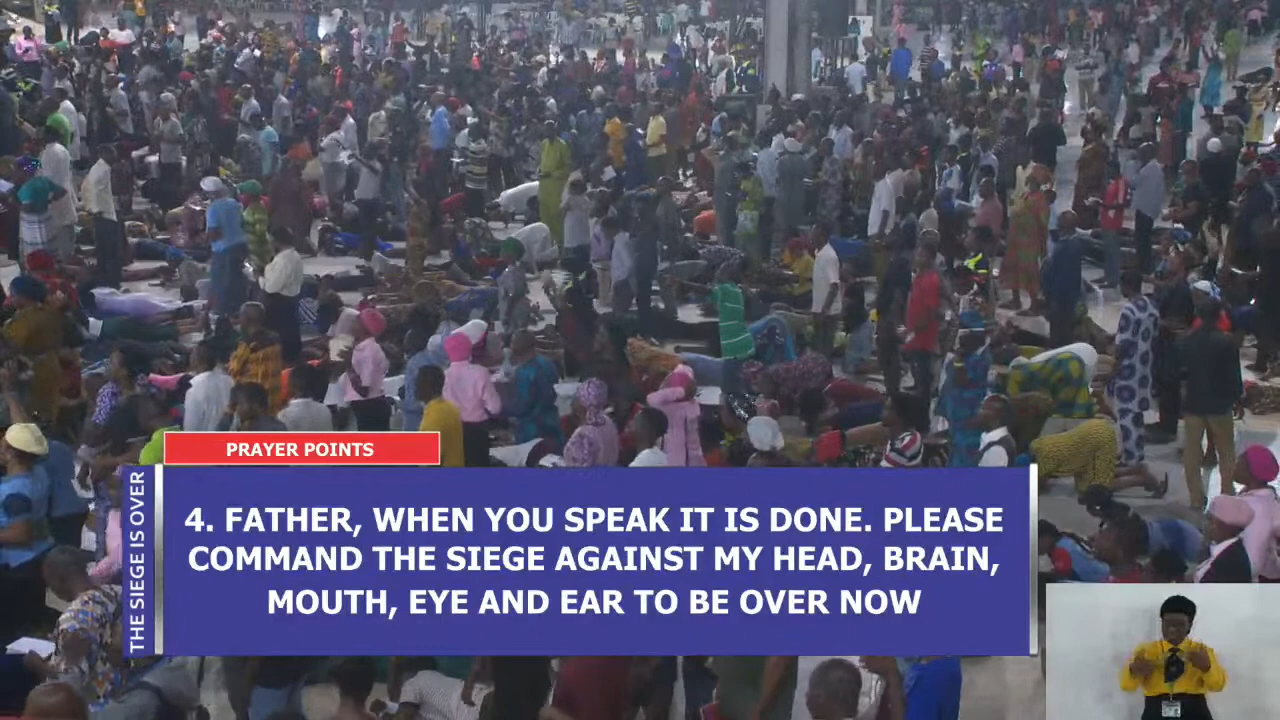 PRAYER POINTS
THE SIEGE IS OVER
4. FATHER, WHEN YOU SPEAK IT IS DONE. PLEASE
COMMAND THE SIEGE AGAINST MY HEAD, BRAIN,
MOUTH, EYE AND EAR TO BE OVER NOW